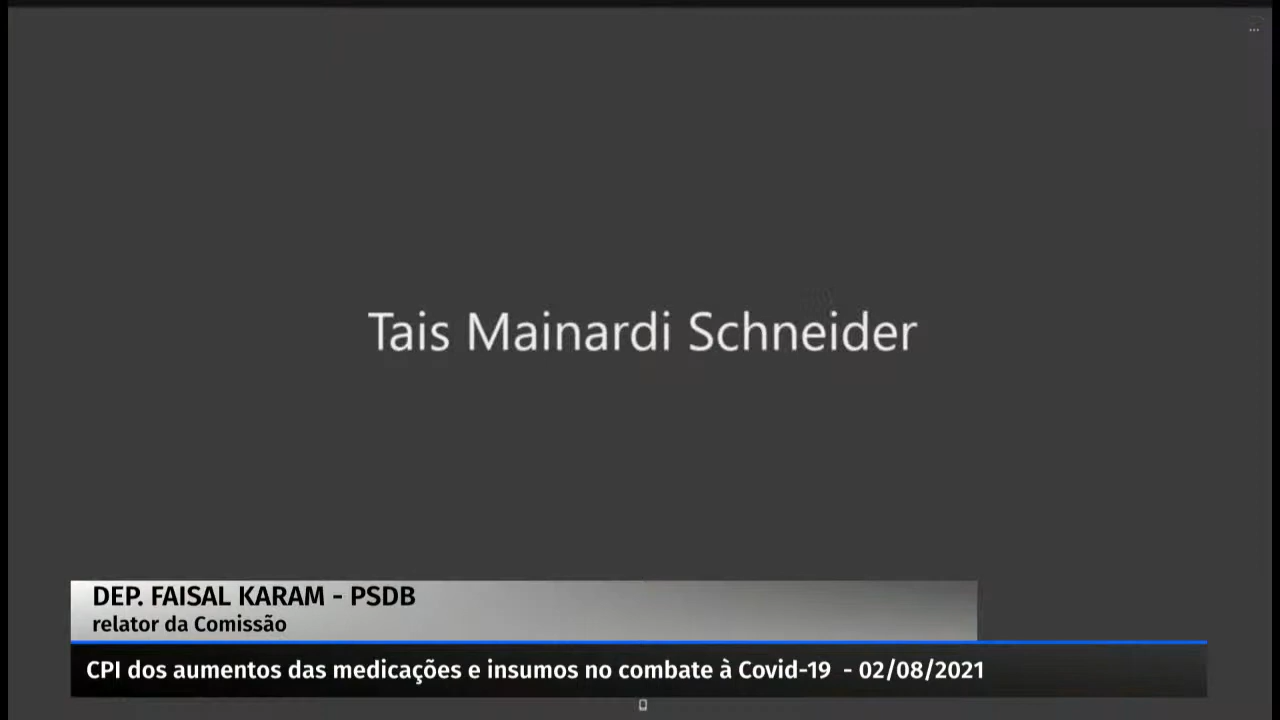 Tais Mainardi Schneider
DEP. FAISAL KARAM - PSDB
relator da Comissão
CPI dos aumentos das medicações e insumos no combate à Covid-19 - 02/08/2021